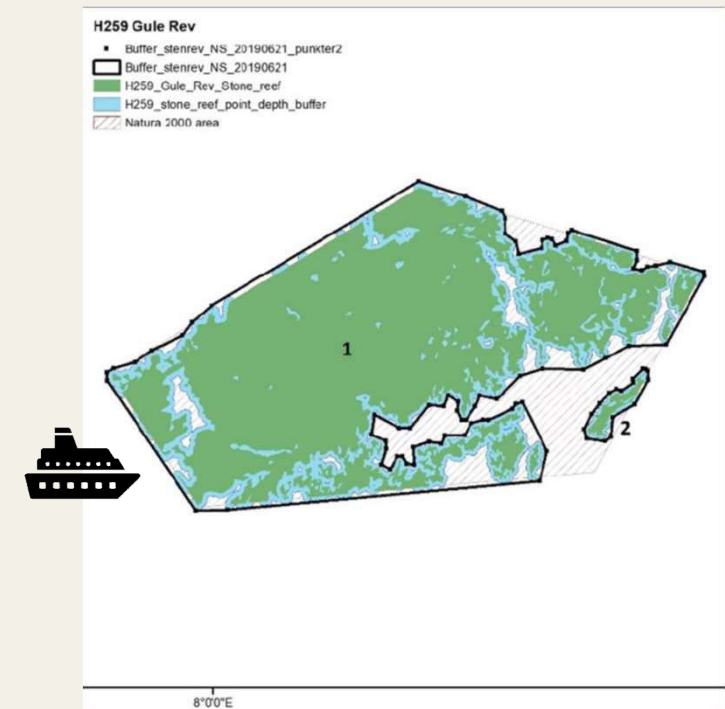 H259 Gule Rev
Buffer_stenrev_NS_20190621_punkter2
Buffer_stenrev_NS_20190621
H259_Gule_Rev_Stone_reef
H259_stone_reef_point_depth_buffer
Natura 2000 area
1
2
8°0'0"E